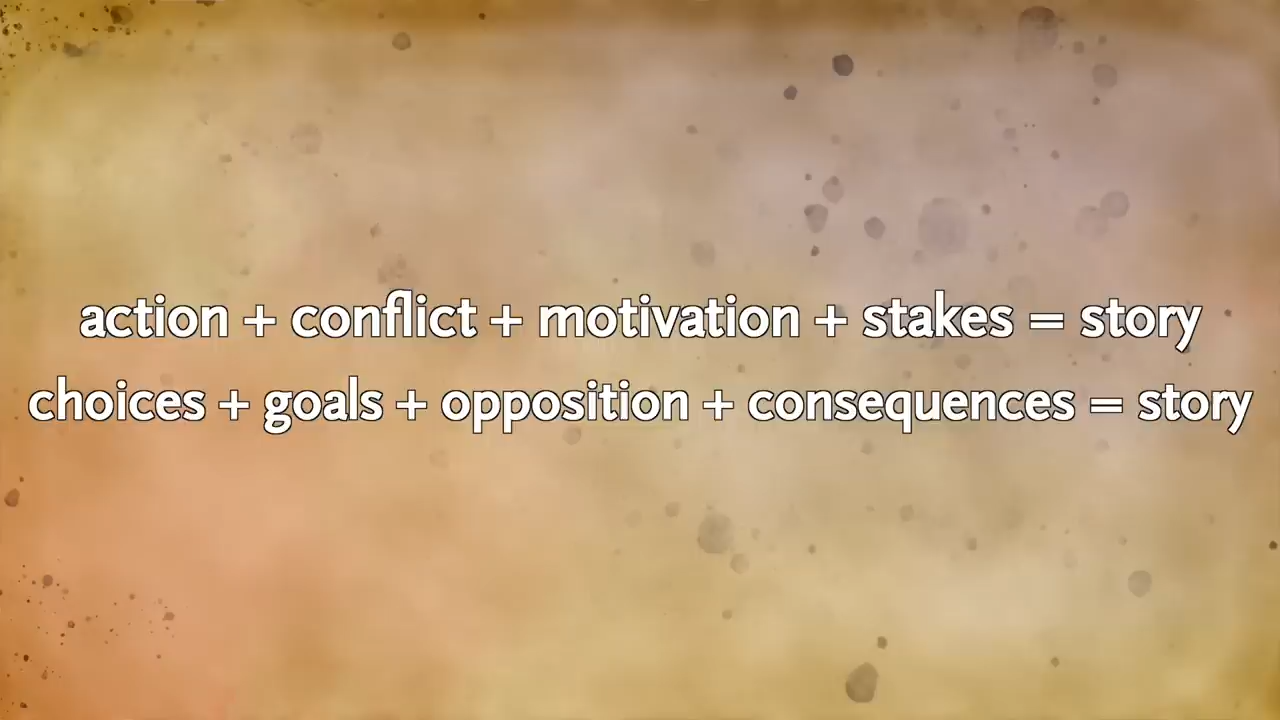 action + conflict + motivation + stakes = story
choices + goals + opposition + consequences = story